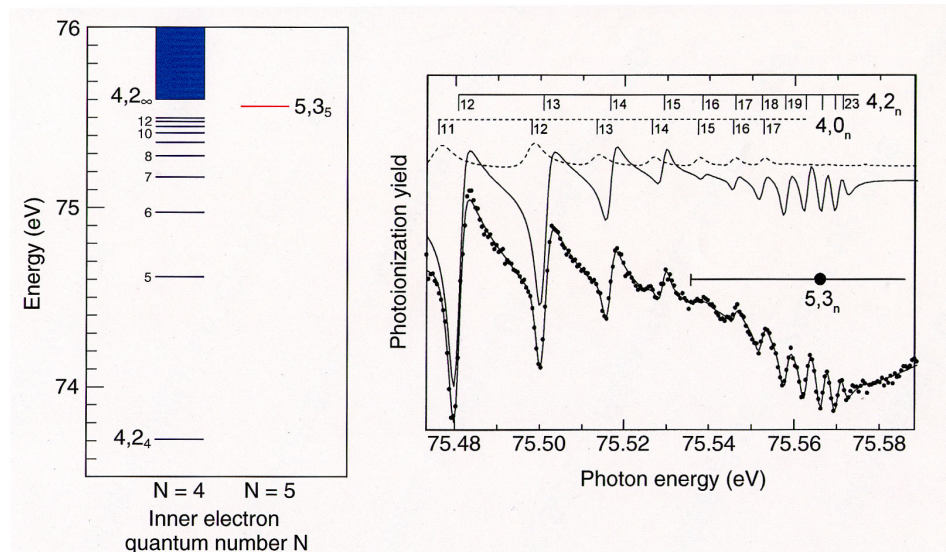 76
75
74
Energy (eV)
4,2∞
12
10
8
7
6
5
4,2₄
5,3₅
N = 4 N = 5
Inner electron
quantum number N
12 13 14 15 16 17 18 19 23 4,2ₙ
11 12 13 14 15 16 17 4,0ₙ
Photoionization yield
5,3ₙ
75.48 75.50 75.52 75.54 75.56 75.58
Photon energy (eV)